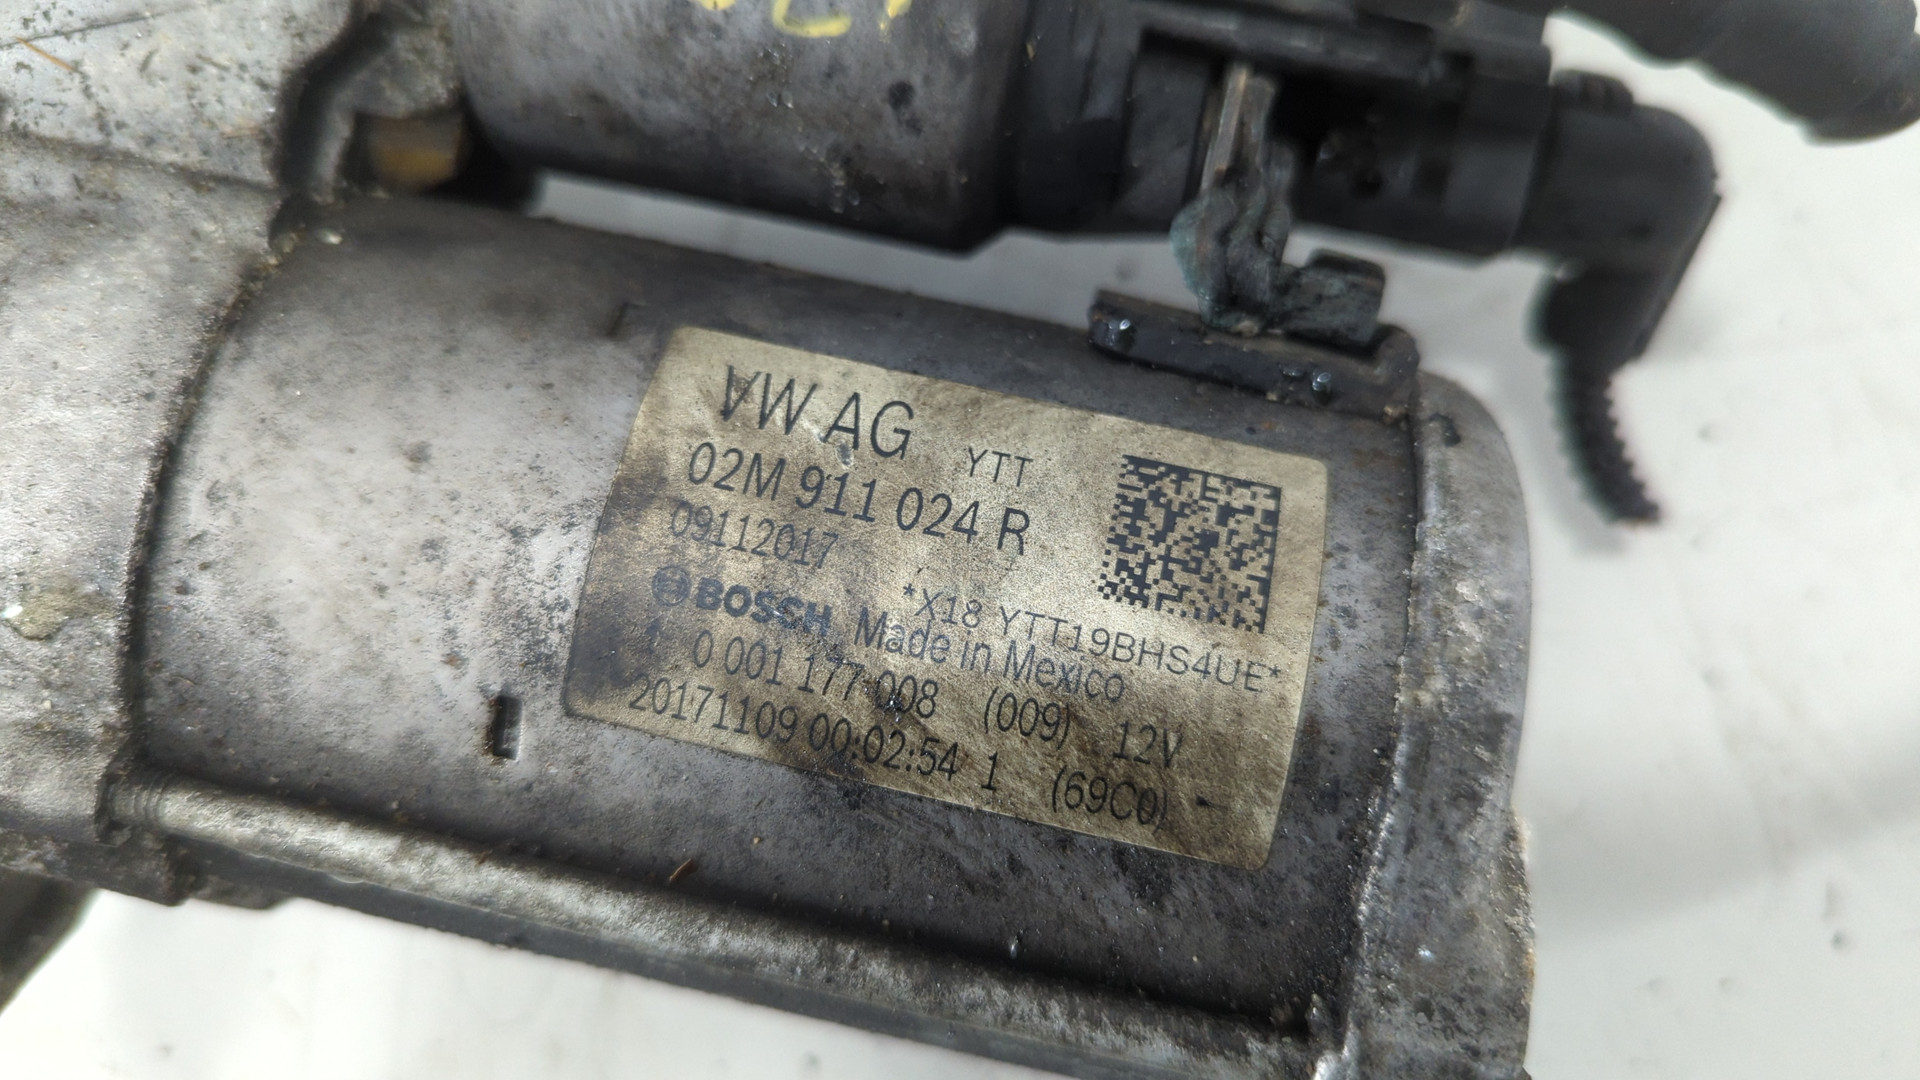 VW AG YTT
02M 911 024 R
09112017
*X18 YTT19BHS4UE*
BOSCH Made in Mexico
1 0 001 177 008 (009) 12V
20171109 00:02:54 1 (69C0)